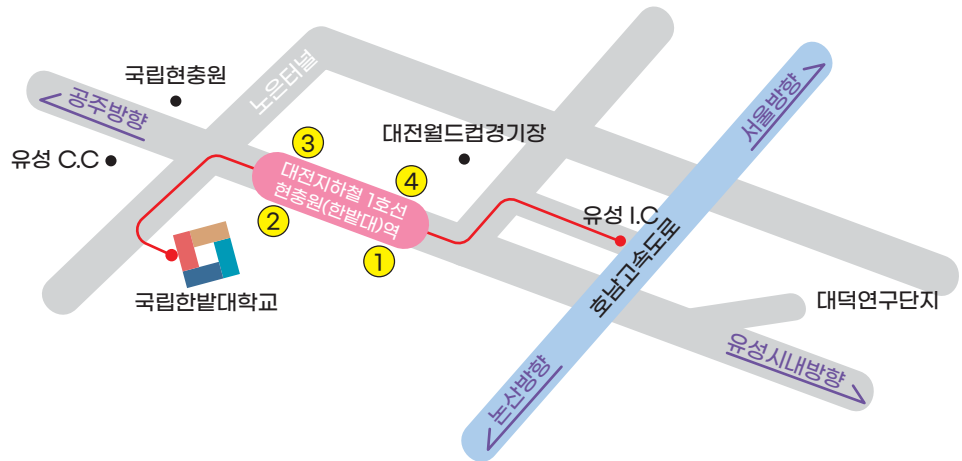 노은터널
국립현충원
공주방향
서울방향
대전월드컵경기장
유성 C.C
3
4
대전지하철 1호선
현충원(한밭대)역
2
1
유성 I.C
호남고속도로
국립한밭대학교
대덕연구단지
유성시내방향
논산방향